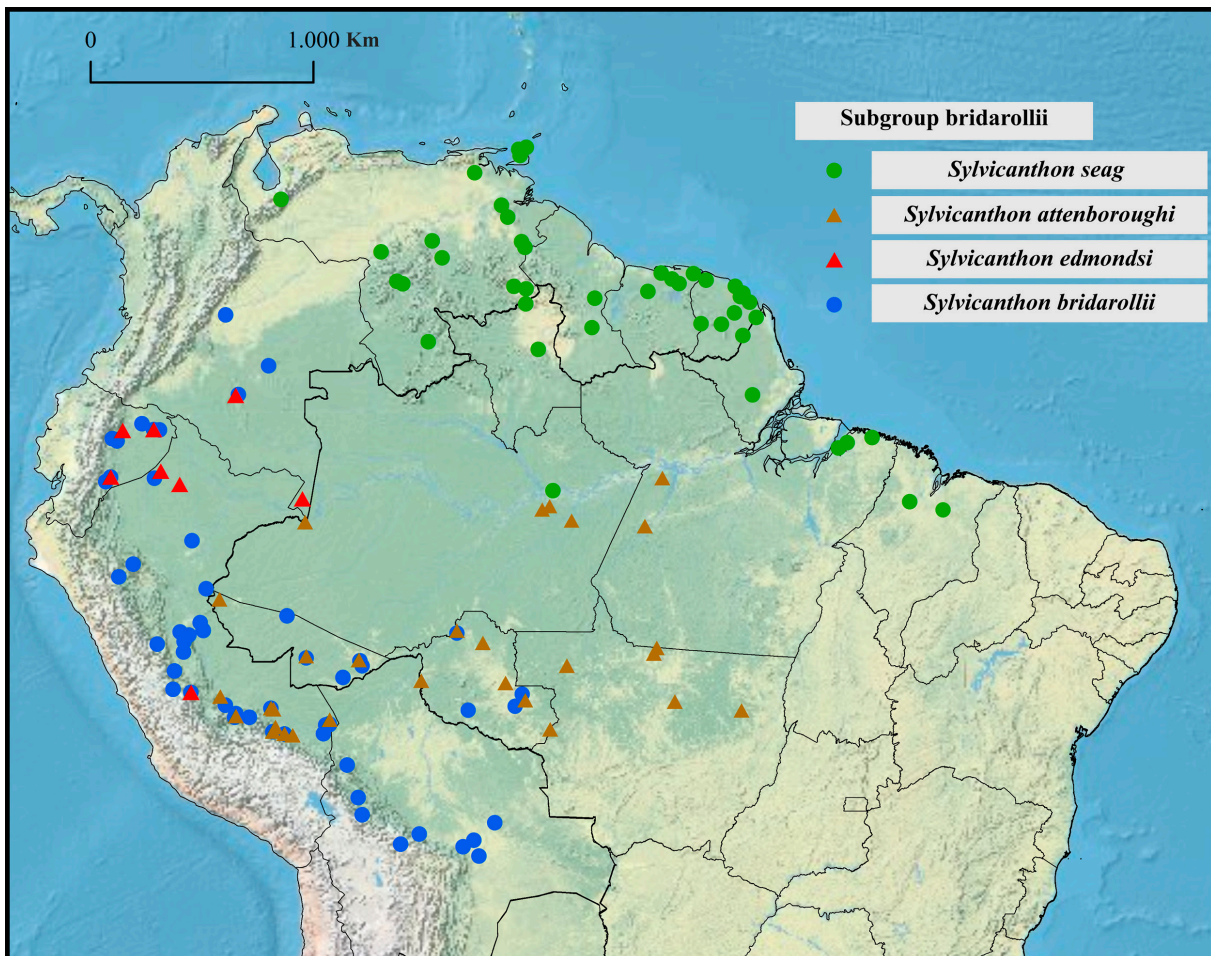 0 1.000 Km
Subgroup bridarollii
Sylvicanthon seag
Sylvicanthon attenboroughi
Sylvicanthon edmondsi
Sylvicanthon bridarollii